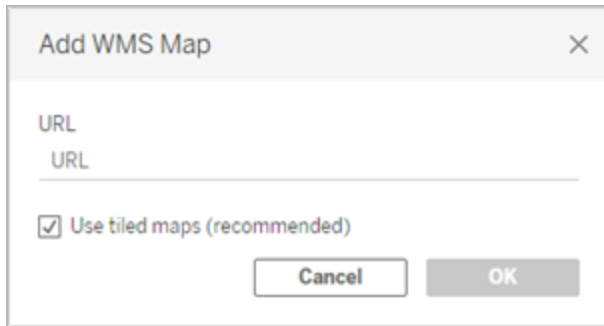 Add WMS Map
URL
URL
Use tiled maps (recommended)
Cancel OK